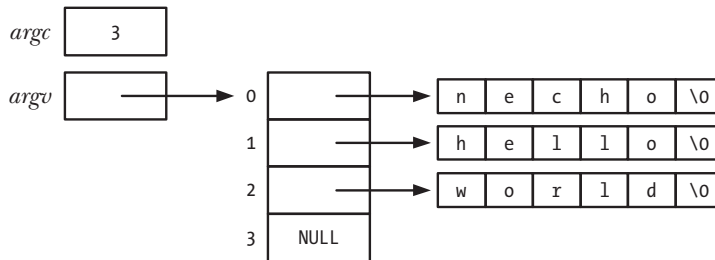 argc 3
argv 0 n e c h o \0
1 h e l l o \0
2 w o r l d \0
3 NULL